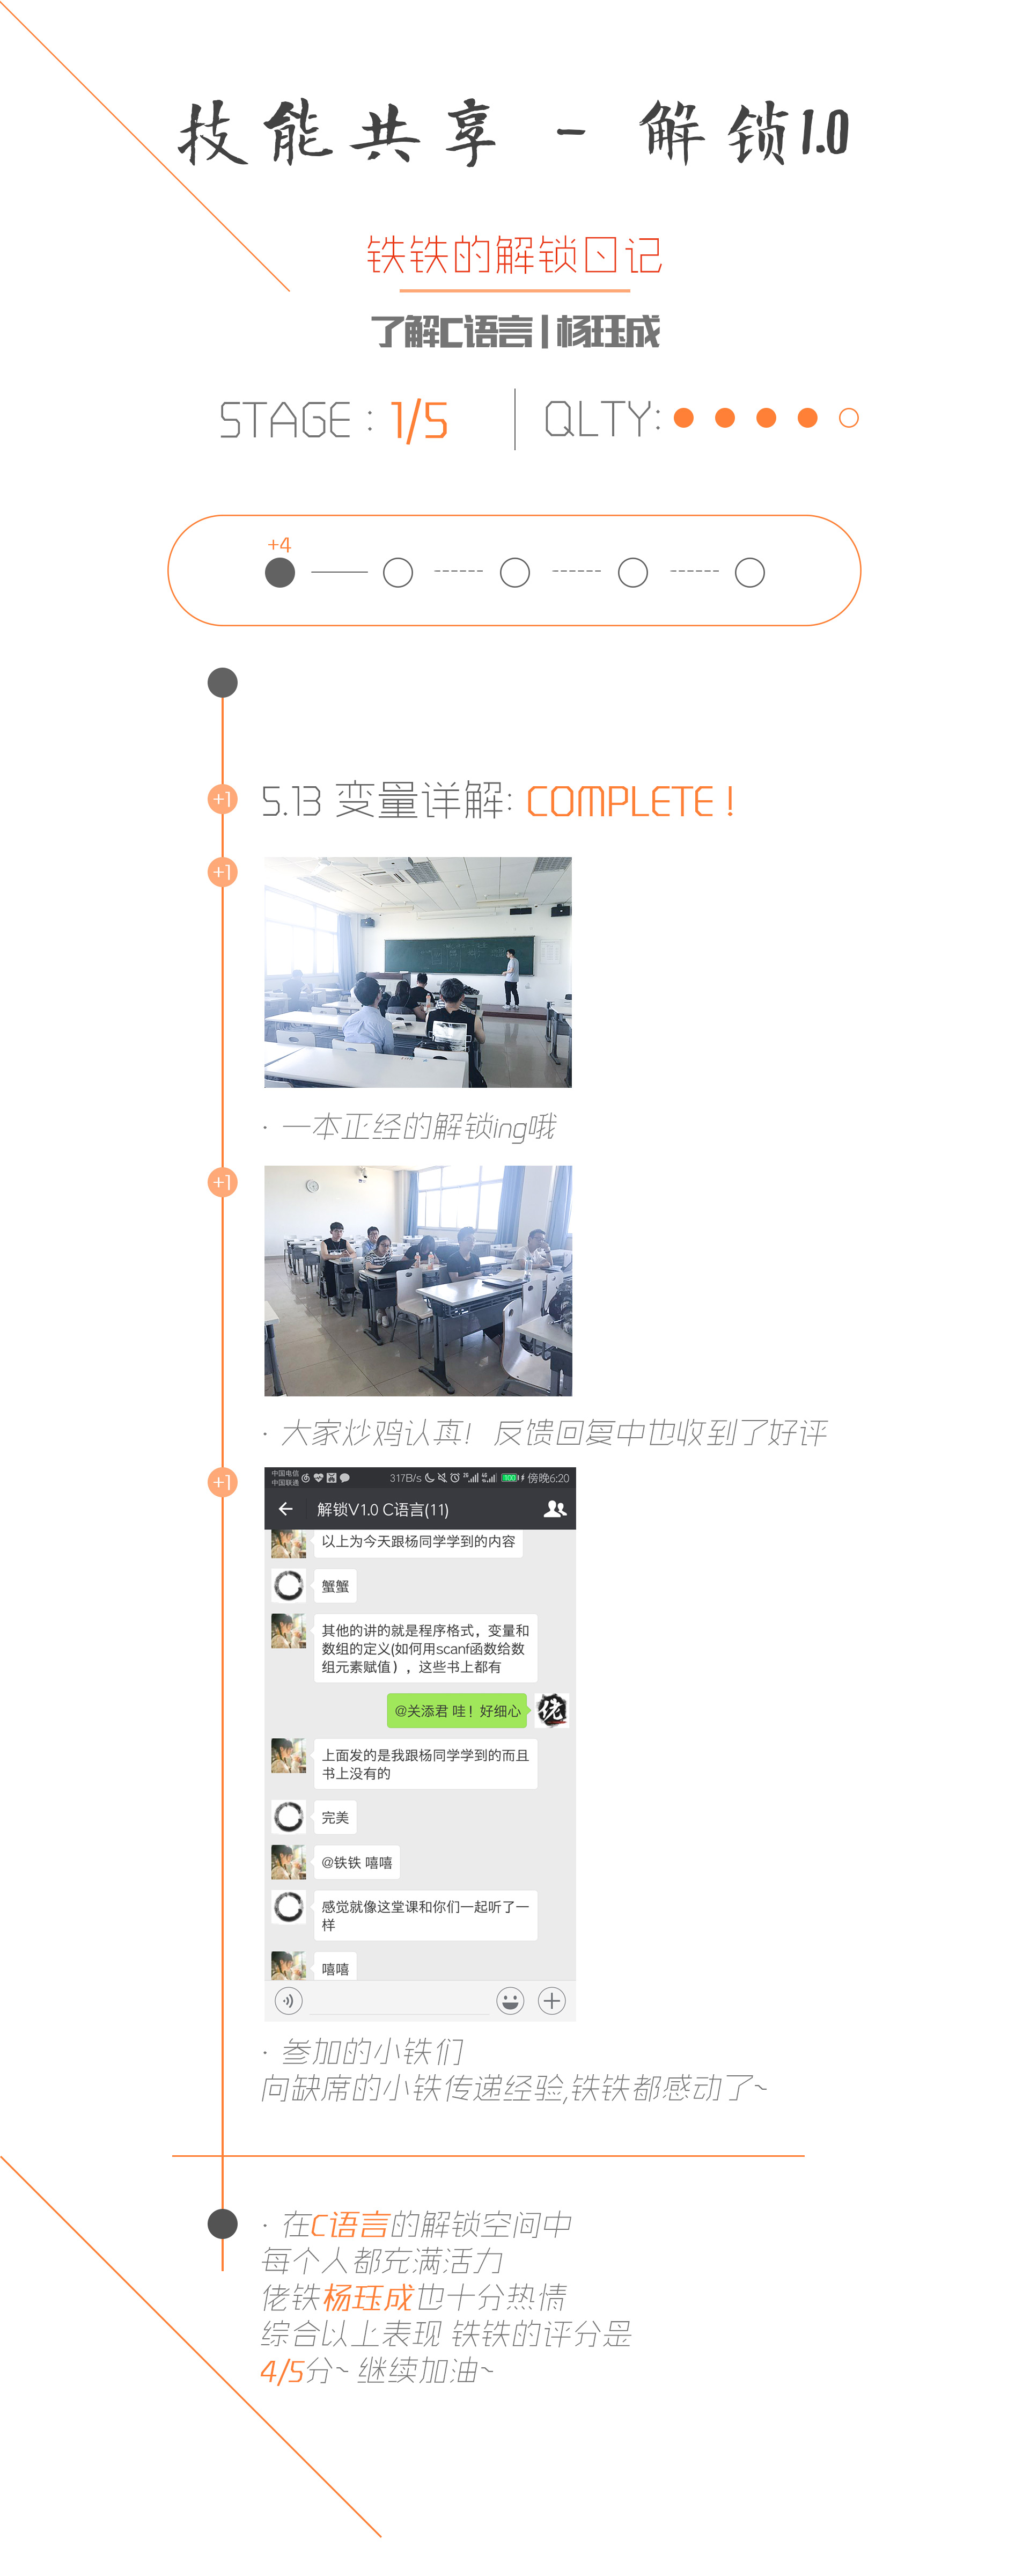 技能共享 - 解锁1.0
铁铁的解锁日记
了解C语言 | 杨珏成
STAGE : 1/5
QLTY:
+4
+1
5.13 变量详解: COMPLETE !
+1
· 一本正经的解锁ing哦
+1
· 大家炒鸡认真! 反馈回复中也收到了好评
+1
中国电信
中国联通
317B/s
2G
4G
100
傍晚6:20
解锁V1.0 C语言(11)
以上为今天跟杨同学学到的内容
蟹蟹
其他的讲的就是程序格式，变量和
数组的定义(如何用scanf函数给数
组元素赋值），这些书上都有
@关添君 哇！好细心
佬
上面发的是我跟杨同学学到的而且
书上没有的
完美
@铁铁 嘻嘻
感觉就像这堂课和你们一起听了一
样
嘻嘻
· 参加的小铁们
向缺席的小铁传递经验,铁铁都感动了~
· 在C语言的解锁空间中
每个人都充满活力
佬铁杨珏成也十分热情
综合以上表现 铁铁的评分是
4/5分~ 继续加油~